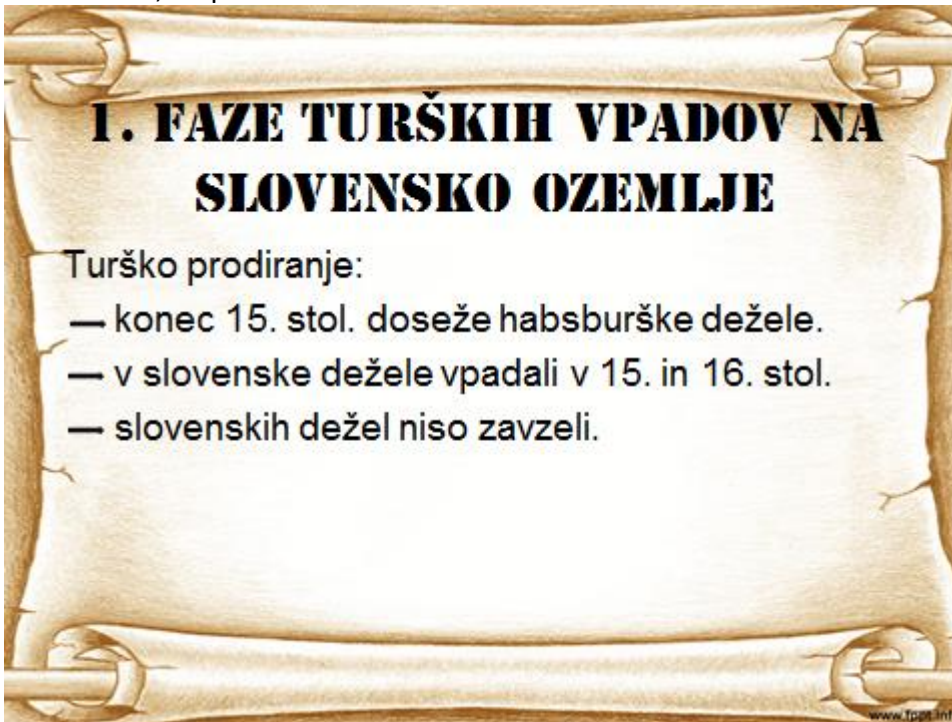 1. FAZE TURŠKIH VPADOV NA
SLOVENSKO OZEMLJE
Turško prodiranje:
— konec 15. stol. doseže habsburške dežele.
— v slovenske dežele vpadali v 15. in 16. stol.
— slovenskih dežel niso zavzeli.